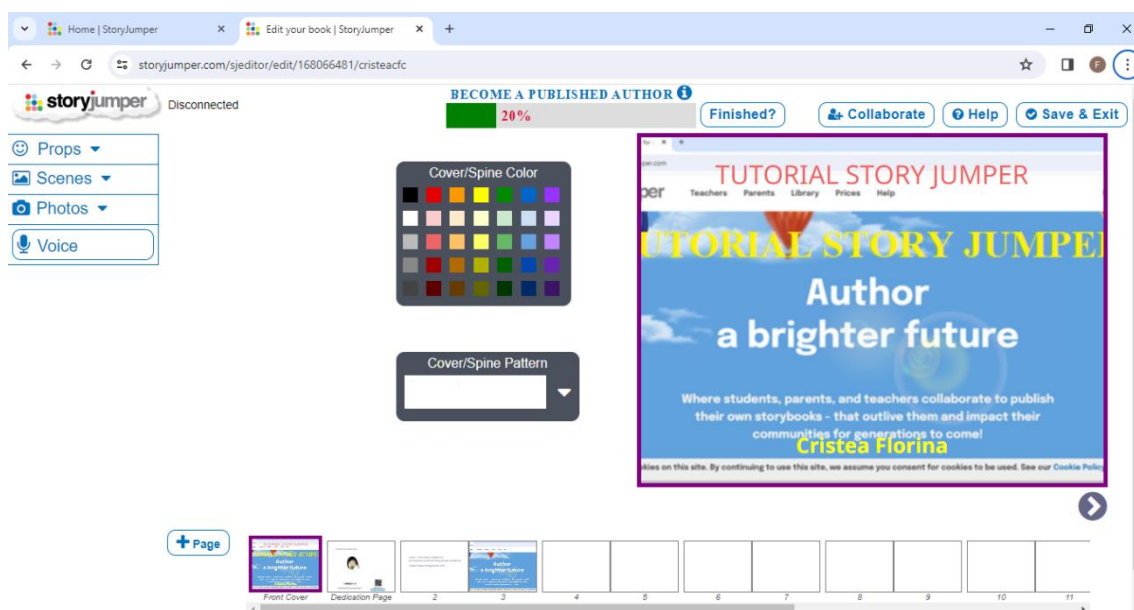 Home | StoryJumper
Edit your book | StoryJumper
storyjumper.com/sjeditor/edit/168066481/cristeacfc
F
storyjumper
Disconnected
BECOME A PUBLISHED AUTHOR
20%
Finished?
Collaborate
Help
Save & Exit
Props
Scenes
Photos
Voice
Cover/Spine Color
Cover/Spine Pattern
TUTORIAL STORY JUMPER
Teachers Parents Library Prices Help
TUTORIAL STORY JUMPER
Author
a brighter future
Where students, parents, and teachers collaborate to publish
their own storybooks - that outlive them and impact their
communities for generations to come!
Cristea Florina
on this site. By continuing to use this site, we assume you consent for cookies to be used. See our Cookie Policy
+ Page
Front Cover
Dedication Page
2
3
4
5
6
7
8
9
10
11